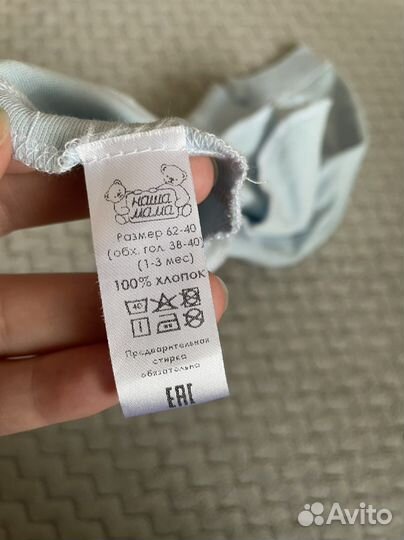 наша
мама
Размер 62-40
(обх. гол. 38-40)
(1-3 мес)
100% ХЛОПОК
40
Предварительная
стирка
обязательна
EAC
Avito